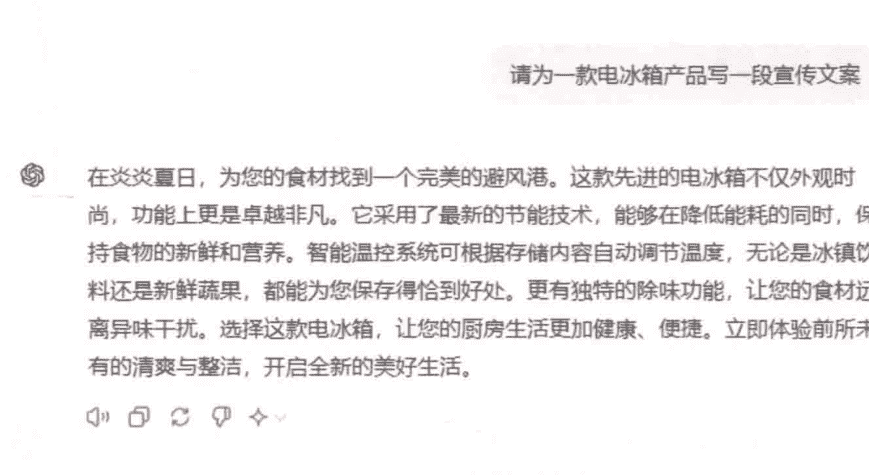 请为一款电冰箱产品写一段宣传文案
在炎炎夏日，为您的食材找到一个完美的避风港。这款先进的电冰箱不仅外观时
尚，功能上更是卓越非凡。它采用了最新的节能技术，能够在降低能耗的同时，保
持食物的新鲜和营养。智能温控系统可根据存储内容自动调节温度，无论是冰镇饮
料还是新鲜蔬果，都能为您保存得恰到好处。更有独特的除味功能，让您的食材远
离异味干扰。选择这款电冰箱，让您的厨房生活更加健康、便捷。立即体验前所未
有的清爽与整洁，开启全新的美好生活。